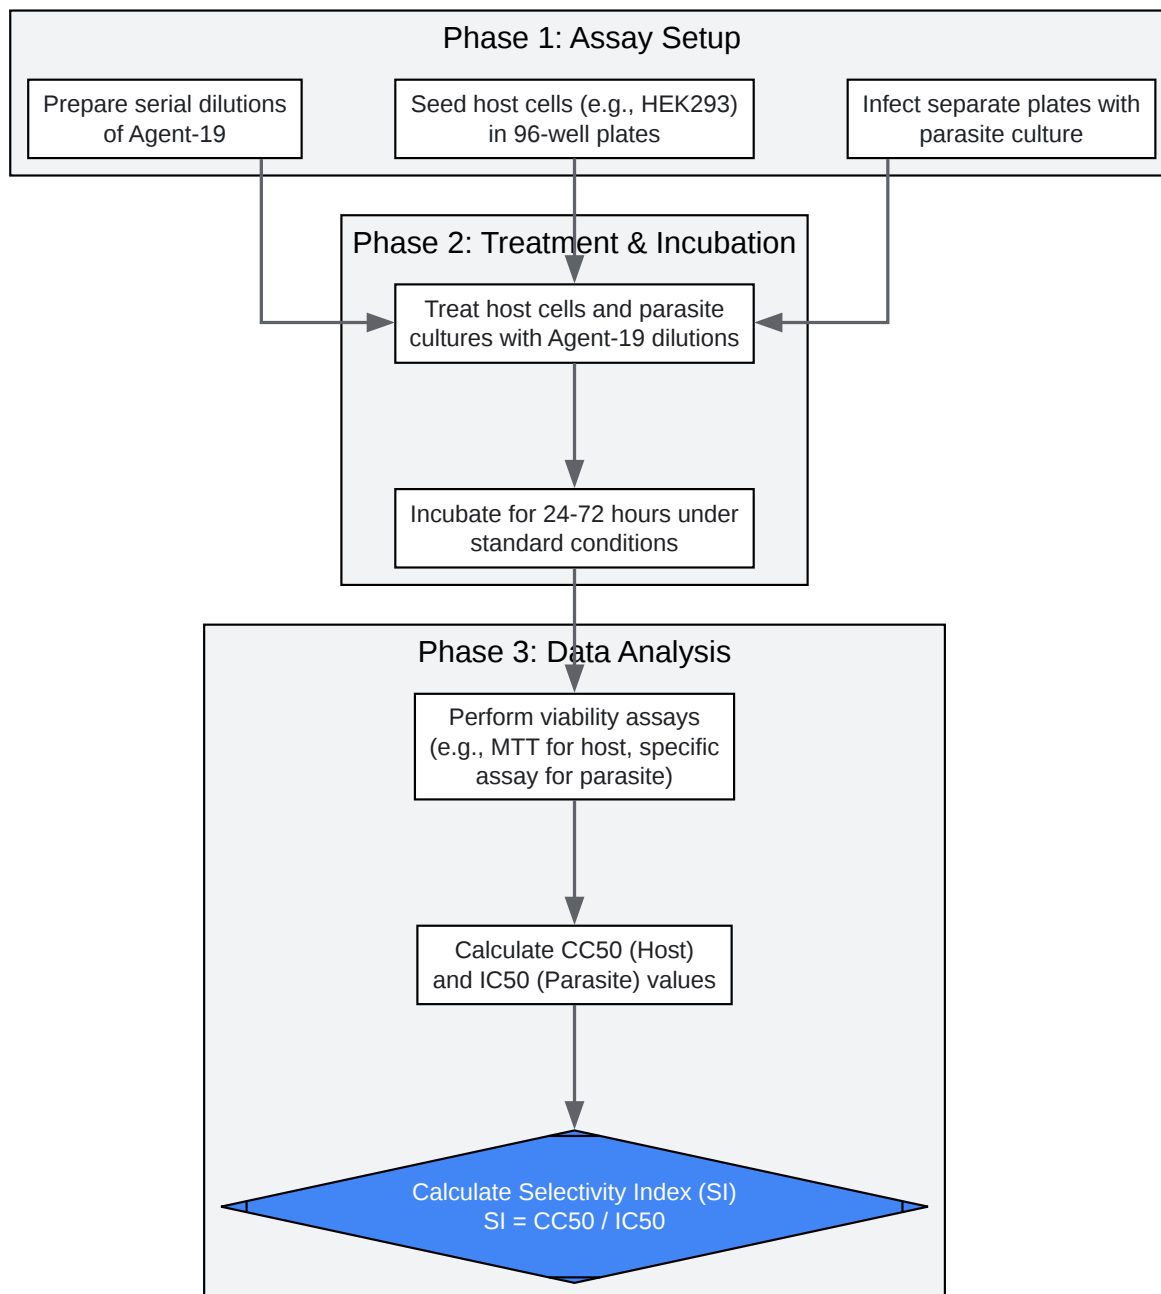 Phase 1: Assay Setup
Prepare serial dilutions
of Agent-19
Seed host cells (e.g., HEK293)
in 96-well plates
Infect separate plates with
parasite culture
Phase 2: Treatment & Incubation
Treat host cells and parasite
cultures with Agent-19 dilutions
Incubate for 24-72 hours under
standard conditions
Phase 3: Data Analysis
Perform viability assays
(e.g., MTT for host, specific
assay for parasite)
Calculate CC50 (Host)
and IC50 (Parasite) values
Calculate Selectivity Index (SI)
SI = CC50 / IC50